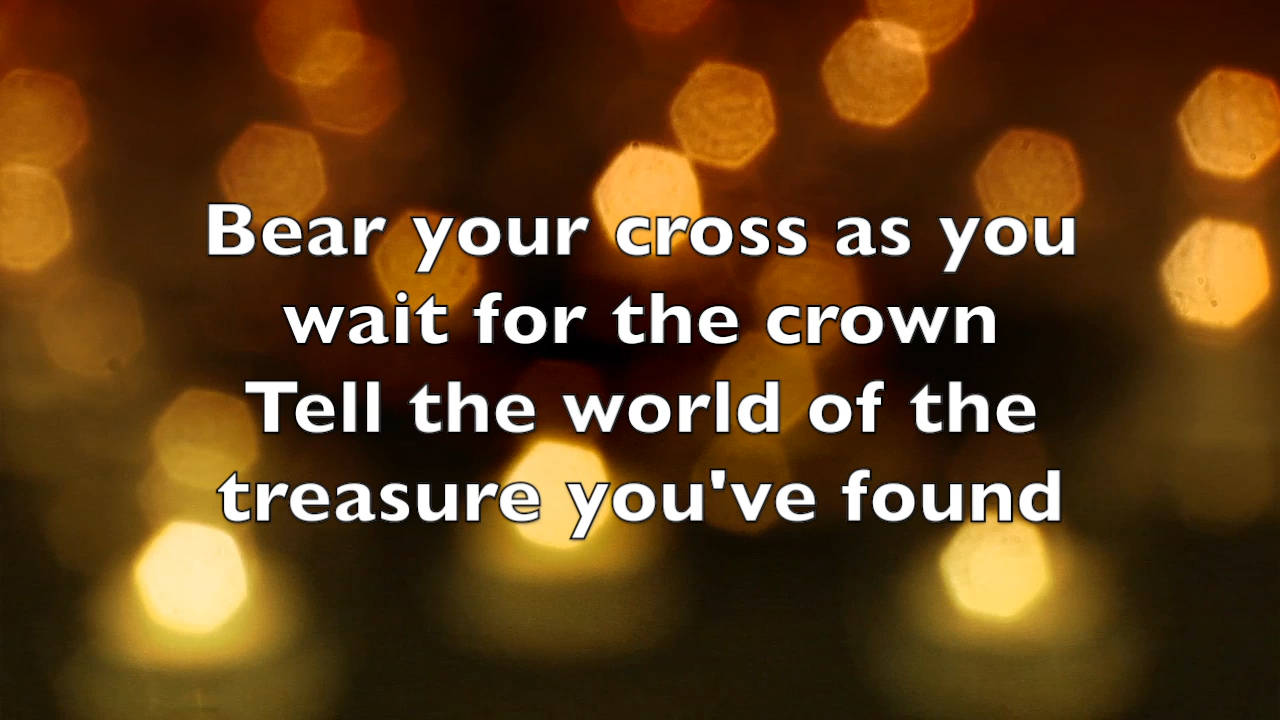 Bear your cross as you
wait for the crown
Tell the world of the
treasure you've found